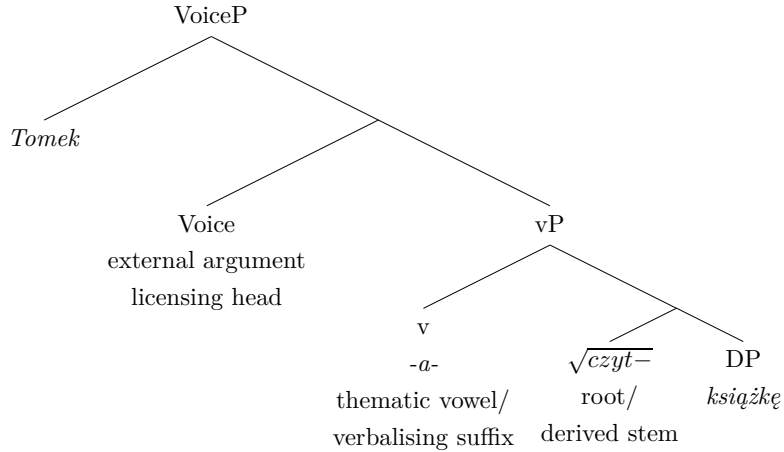 VoiceP
Tomek
Voice
external argument
licensing head
vP
v
-a-
thematic vowel/
verbalising suffix
√czyt−
root/
derived stem
DP
książkę